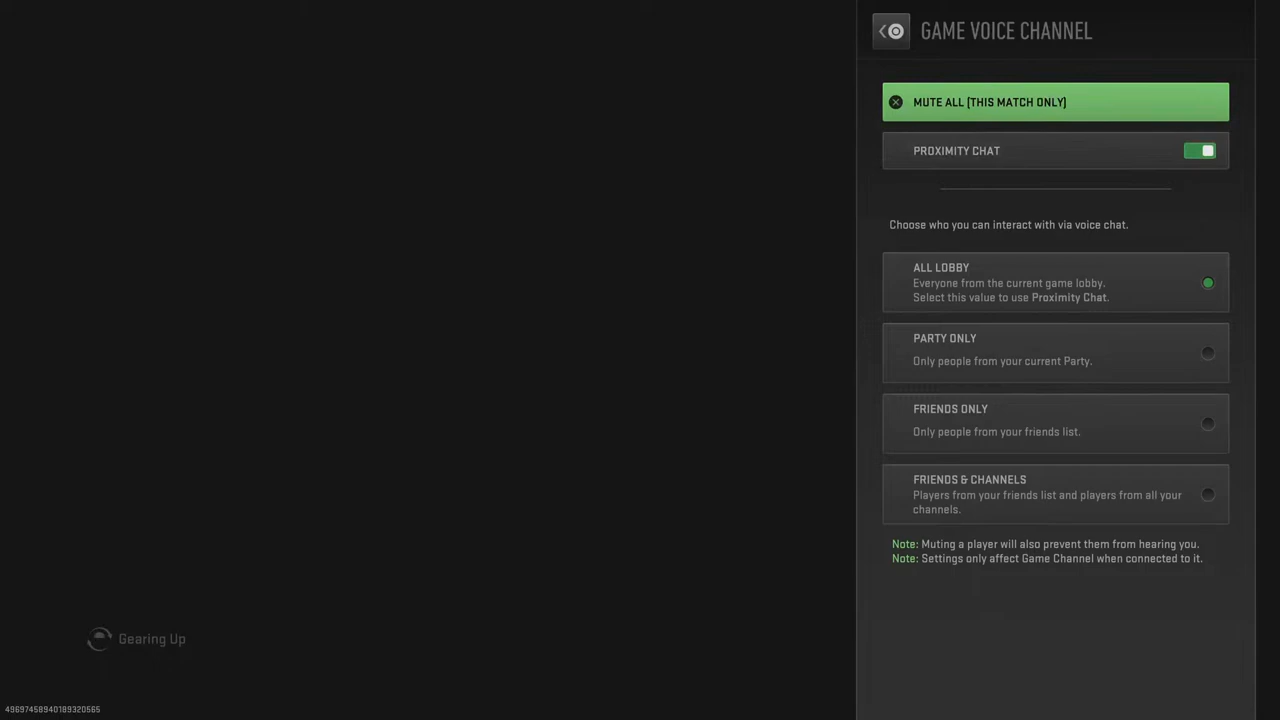 GAME VOICE CHANNEL
MUTE ALL (THIS MATCH ONLY)
PROXIMITY CHAT
Choose who you can interact with via voice chat.
ALL LOBBY
Everyone from the current game lobby.
Select this value to use Proximity Chat.
PARTY ONLY
Only people from your current Party.
FRIENDS ONLY
Only people from your friends list.
FRIENDS & CHANNELS
Players from your friends list and players from all your
channels.
Note: Muting a player will also prevent them from hearing you.
Note: Settings only affect Game Channel when connected to it.
Gearing Up
49697458940189320565